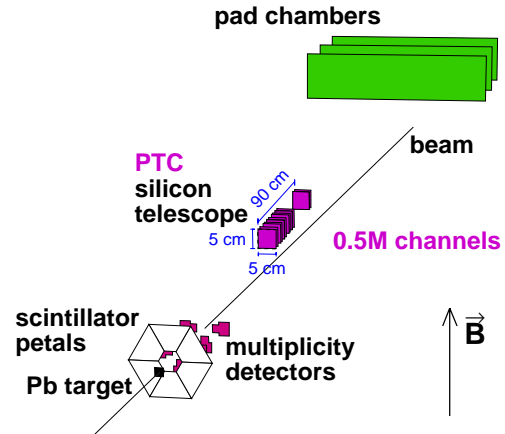 pad chambers
beam
PTC
silicon
telescope
90 cm
5 cm
5 cm
0.5M channels
scintillator
petals
multiplicity
detectors
Pb target
B